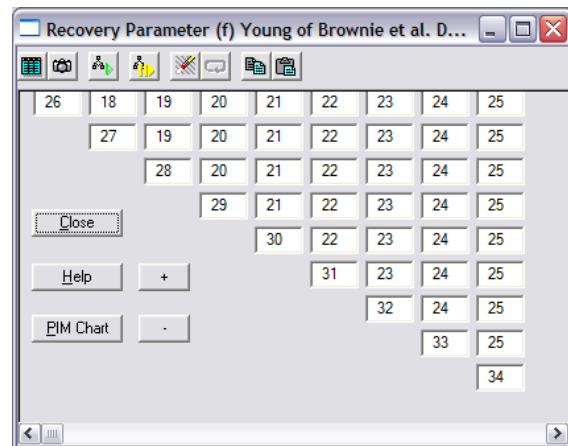 Recovery Parameter (f) Young of Brownie et al. D...
26 18 19 20 21 22 23 24 25
27 19 20 21 22 23 24 25
28 20 21 22 23 24 25
29 21 22 23 24 25
Close
30 22 23 24 25
Help + 31 23 24 25
32 24 25
PIM Chart - 33 25
34